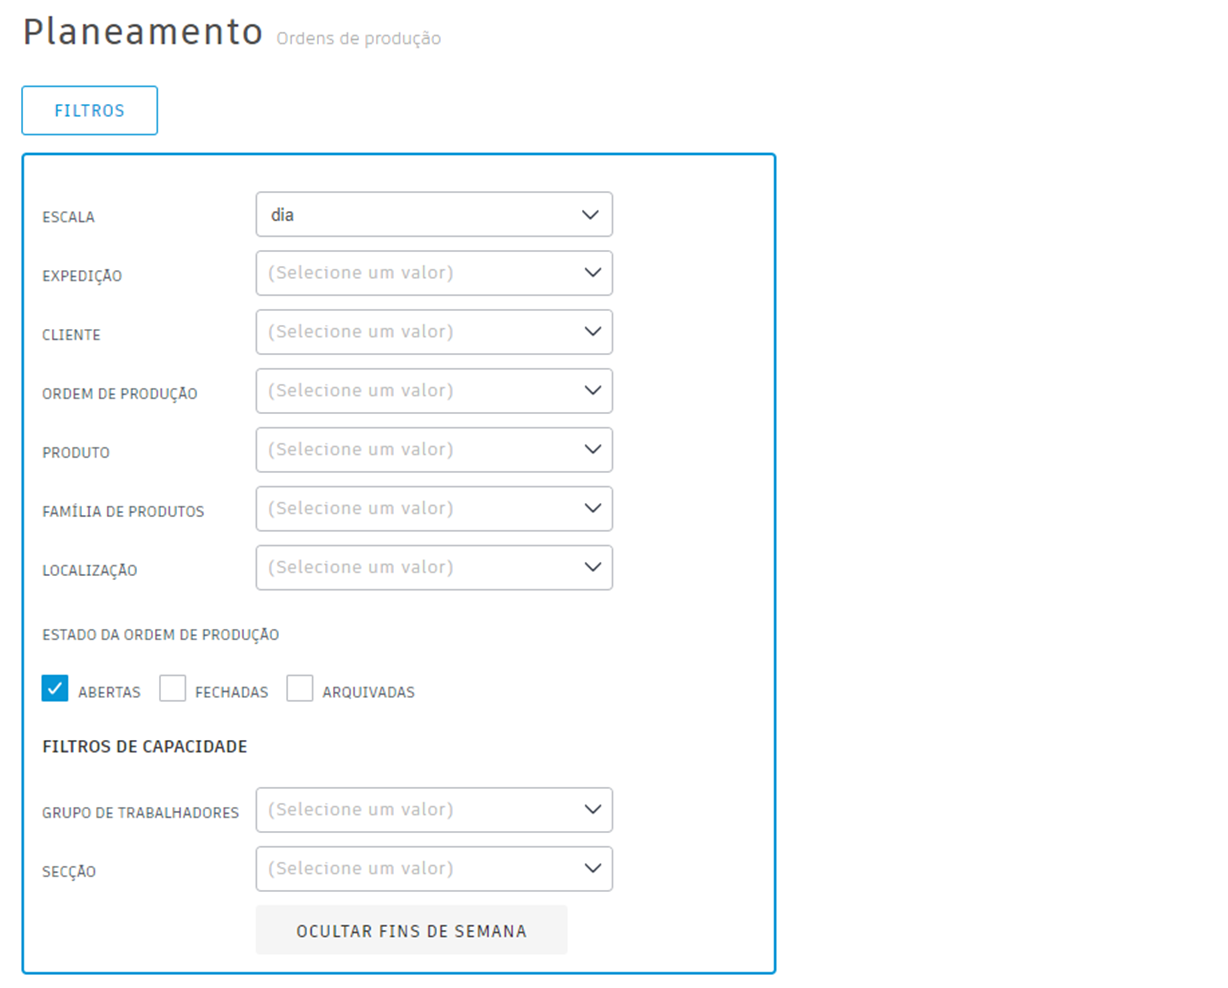 Planeamento Ordens de produção
FILTROS
ESCALA dia
EXPEDIÇÃO (Selecione um valor)
CLIENTE (Selecione um valor)
ORDEM DE PRODUÇÃO (Selecione um valor)
PRODUTO (Selecione um valor)
FAMÍLIA DE PRODUTOS (Selecione um valor)
LOCALIZAÇÃO (Selecione um valor)
ESTADO DA ORDEM DE PRODUÇÃO
ABERTAS FECHADAS ARQUIVADAS
FILTROS DE CAPACIDADE
GRUPO DE TRABALHADORES (Selecione um valor)
SECÇÃO (Selecione um valor)
OCULTAR FINS DE SEMANA